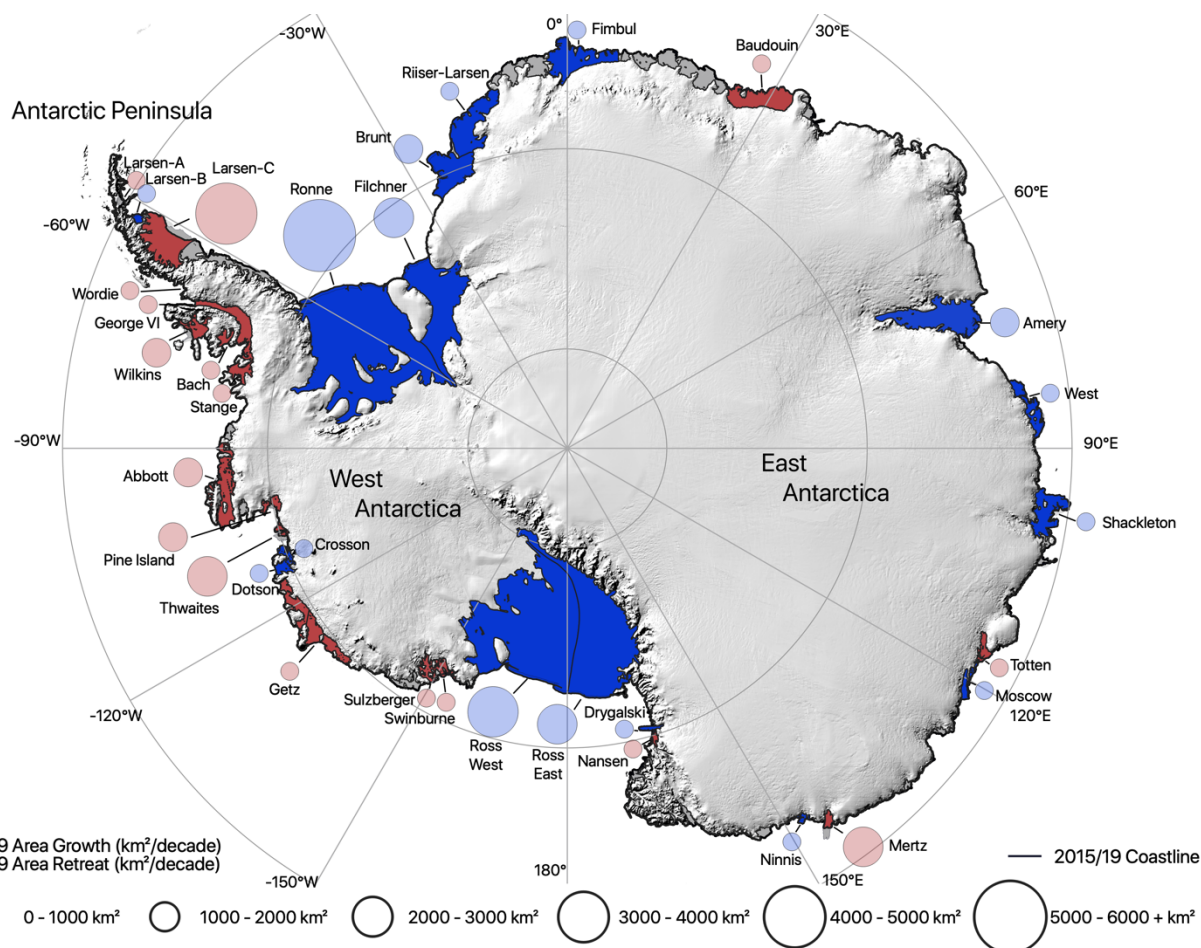 0°
Fimbul
-30°W
30°E
Baudouin
Riiser-Larsen
Antarctic Peninsula
Brunt
Larsen-A
Larsen-B
Larsen-C
Ronne
Filchner
60°E
-60°W
Wordie
George VI
Amery
Wilkins
Bach
Stange
West
-90°W
90°E
East
Antarctica
West
Antarctica
Abbott
Shackleton
Pine Island
Crosson
Thwaites
Dotson
Totten
Moscow
120°E
Getz
Sulzberger
Swinburne
-120°W
Drygalski
Ross
West
Ross
East
Nansen
Mertz
Ninnis
9 Area Growth (km²/decade)
9 Area Retreat (km²/decade)
2015/19 Coastline
180°
-150°W
150°E
0 - 1000 km²
1000 - 2000 km²
2000 - 3000 km²
3000 - 4000 km²
4000 - 5000 km²
5000 - 6000 + km²